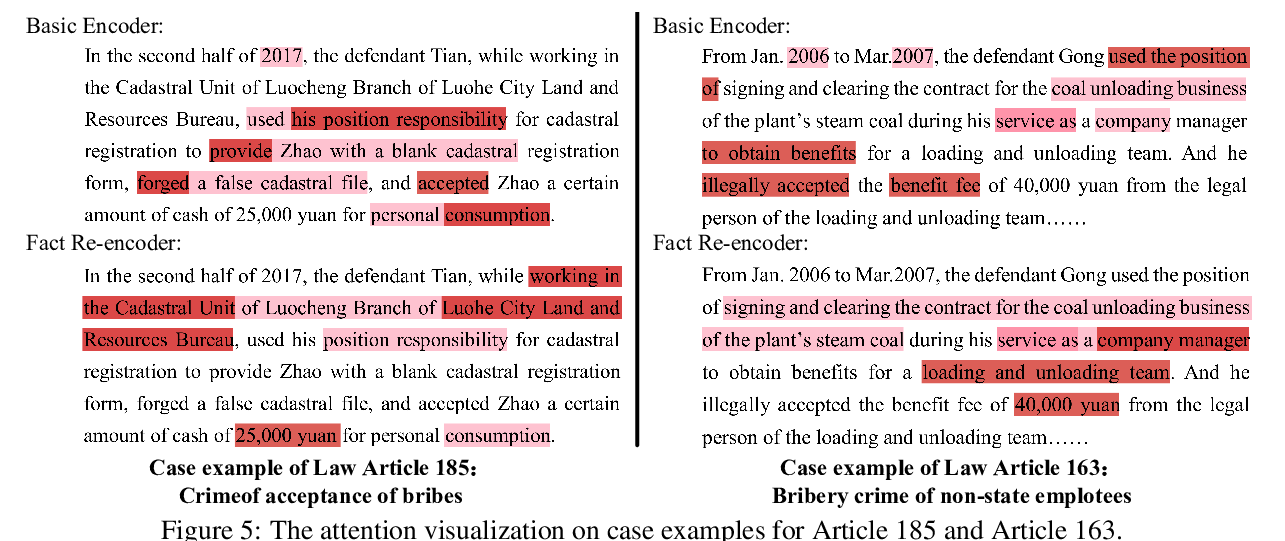 Basic Encoder:
In the second half of 2017, the defendant Tian, while working in
the Cadastral Unit of Luocheng Branch of Luohe City Land and
Resources Bureau, used his position responsibility for cadastral
registration to provide Zhao with a blank cadastral registration
form, forged a false cadastral file, and accepted Zhao a certain
amount of cash of 25,000 yuan for personal consumption.
Fact Re-encoder:
In the second half of 2017, the defendant Tian, while working in
the Cadastral Unit of Luocheng Branch of Luohe City Land and
Resources Bureau, used his position responsibility for cadastral
registration to provide Zhao with a blank cadastral registration
form, forged a false cadastral file, and accepted Zhao a certain
amount of cash of 25,000 yuan for personal consumption.
Case example of Law Article 185:
Crimeof acceptance of bribes
Basic Encoder:
From Jan. 2006 to Mar.2007, the defendant Gong used the position
of signing and clearing the contract for the coal unloading business
of the plant's steam coal during his service as a company manager
to obtain benefits for a loading and unloading team. And he
illegally accepted the benefit fee of 40,000 yuan from the legal
person of the loading and unloading team……
Fact Re-encoder:
From Jan. 2006 to Mar.2007, the defendant Gong used the position
of signing and clearing the contract for the coal unloading business
of the plant's steam coal during his service as a company manager
to obtain benefits for a loading and unloading team. And he
illegally accepted the benefit fee of 40,000 yuan from the legal
person of the loading and unloading team……
Case example of Law Article 163:
Bribery crime of non-state emplotees
Figure 5: The attention visualization on case examples for Article 185 and Article 163.